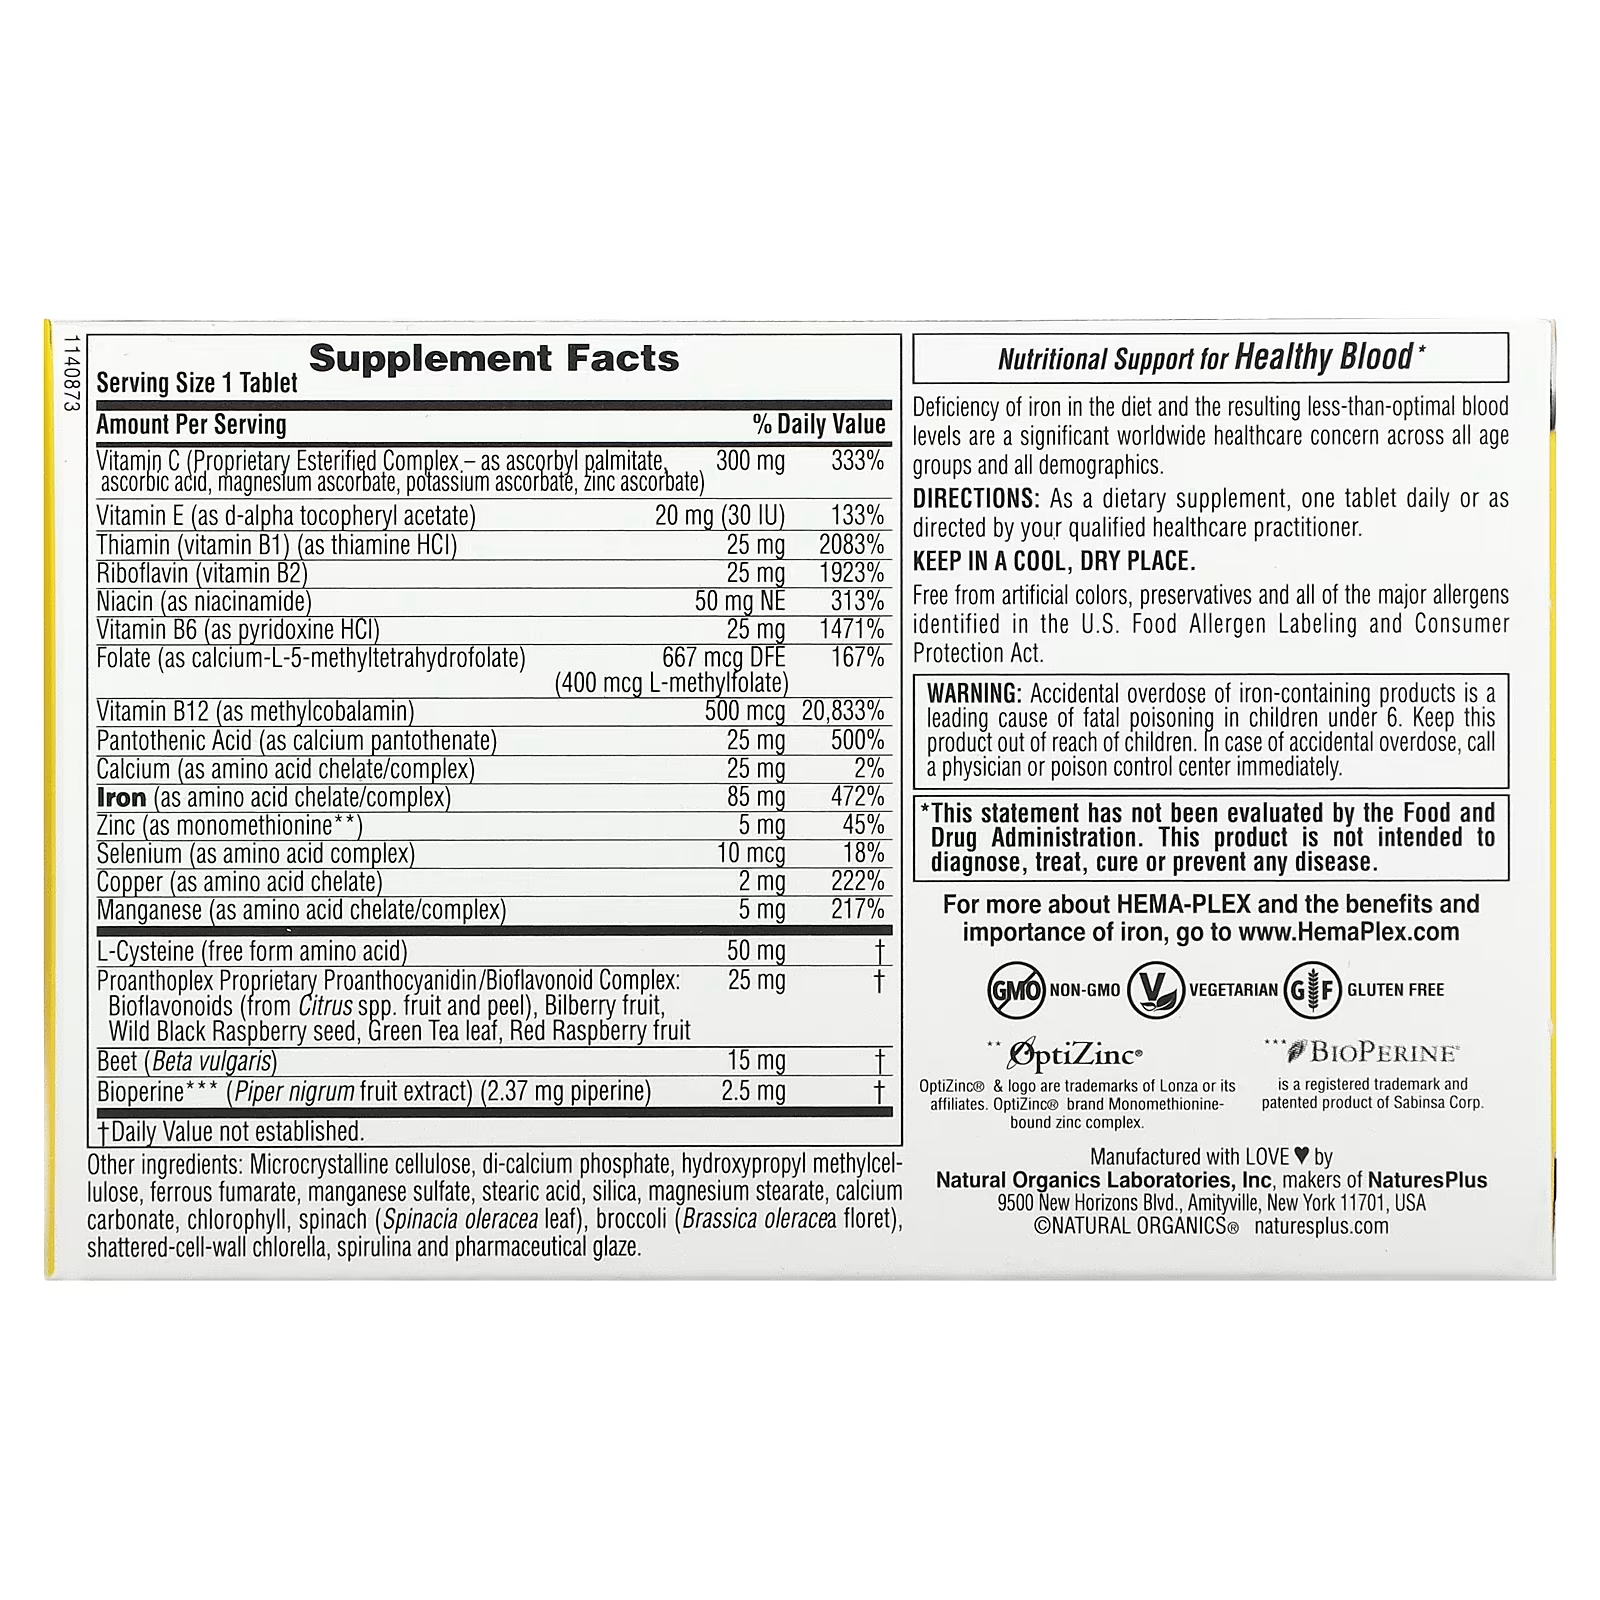 1140873
Supplement Facts
Serving Size 1 Tablet
Amount Per Serving % Daily Value
Vitamin C (Proprietary Esterified Complex – as ascorbyl palmitate, 300 mg 333%
ascorbic acid, magnesium ascorbate, potassium ascorbate, zinc ascorbate)
Vitamin E (as d-alpha tocopheryl acetate) 20 mg (30 IU) 133%
Thiamin (vitamin B1) (as thiamine HCl) 25 mg 2083%
Riboflavin (vitamin B2) 25 mg 1923%
Niacin (as niacinamide) 50 mg NE 313%
Vitamin B6 (as pyridoxine HCl) 25 mg 1471%
Folate (as calcium-L-5-methyltetrahydrofolate) 667 mcg DFE 167%
(400 mcg L-methylfolate)
Vitamin B12 (as methylcobalamin) 500 mcg 20,833%
Pantothenic Acid (as calcium pantothenate) 25 mg 500%
Calcium (as amino acid chelate/complex) 25 mg 2%
Iron (as amino acid chelate/complex) 85 mg 472%
Zinc (as monomethionine**) 5 mg 45%
Selenium (as amino acid complex) 10 mcg 18%
Copper (as amino acid chelate) 2 mg 222%
Manganese (as amino acid chelate/complex) 5 mg 217%
L-Cysteine (free form amino acid) 50 mg †
Proanthoplex Proprietary Proanthocyanidin/Bioflavonoid Complex: 25 mg †
Bioflavonoids (from Citrus spp. fruit and peel), Bilberry fruit,
Wild Black Raspberry seed, Green Tea leaf, Red Raspberry fruit
Beet (Beta vulgaris) 15 mg †
Bioperine*** (Piper nigrum fruit extract) (2.37 mg piperine) 2.5 mg †
†Daily Value not established.
Other ingredients: Microcrystalline cellulose, di-calcium phosphate, hydroxypropyl methylcel-
lulose, ferrous fumarate, manganese sulfate, stearic acid, silica, magnesium stearate, calcium
carbonate, chlorophyll, spinach (Spinacia oleracea leaf), broccoli (Brassica oleracea floret),
shattered-cell-wall chlorella, spirulina and pharmaceutical glaze.
Nutritional Support for Healthy Blood*
Deficiency of iron in the diet and the resulting less-than-optimal blood
levels are a significant worldwide healthcare concern across all age
groups and all demographics.
DIRECTIONS: As a dietary supplement, one tablet daily or as
directed by your qualified healthcare practitioner.
KEEP IN A COOL, DRY PLACE.
Free from artificial colors, preservatives and all of the major allergens
identified in the U.S. Food Allergen Labeling and Consumer
Protection Act.
WARNING: Accidental overdose of iron-containing products is a
leading cause of fatal poisoning in children under 6. Keep this
product out of reach of children. In case of accidental overdose, call
a physician or poison control center immediately.
*This statement has not been evaluated by the Food and
Drug Administration. This product is not intended to
diagnose, treat, cure or prevent any disease.
For more about HEMA-PLEX and the benefits and
importance of iron, go to www.HemaPlex.com
GMO NON-GMO V VEGETARIAN GF GLUTEN FREE
** OptiZinc®
OptiZinc® & logo are trademarks of Lonza or its
affiliates. OptiZinc® brand Monomethionine-
bound zinc complex.
*** BIOPERINE®
is a registered trademark and
patented product of Sabinsa Corp.
Manufactured with LOVE ♥ by
Natural Organics Laboratories, Inc, makers of NaturesPlus
9500 New Horizons Blvd., Amityville, New York 11701, USA
©NATURAL ORGANICS® naturesplus.com